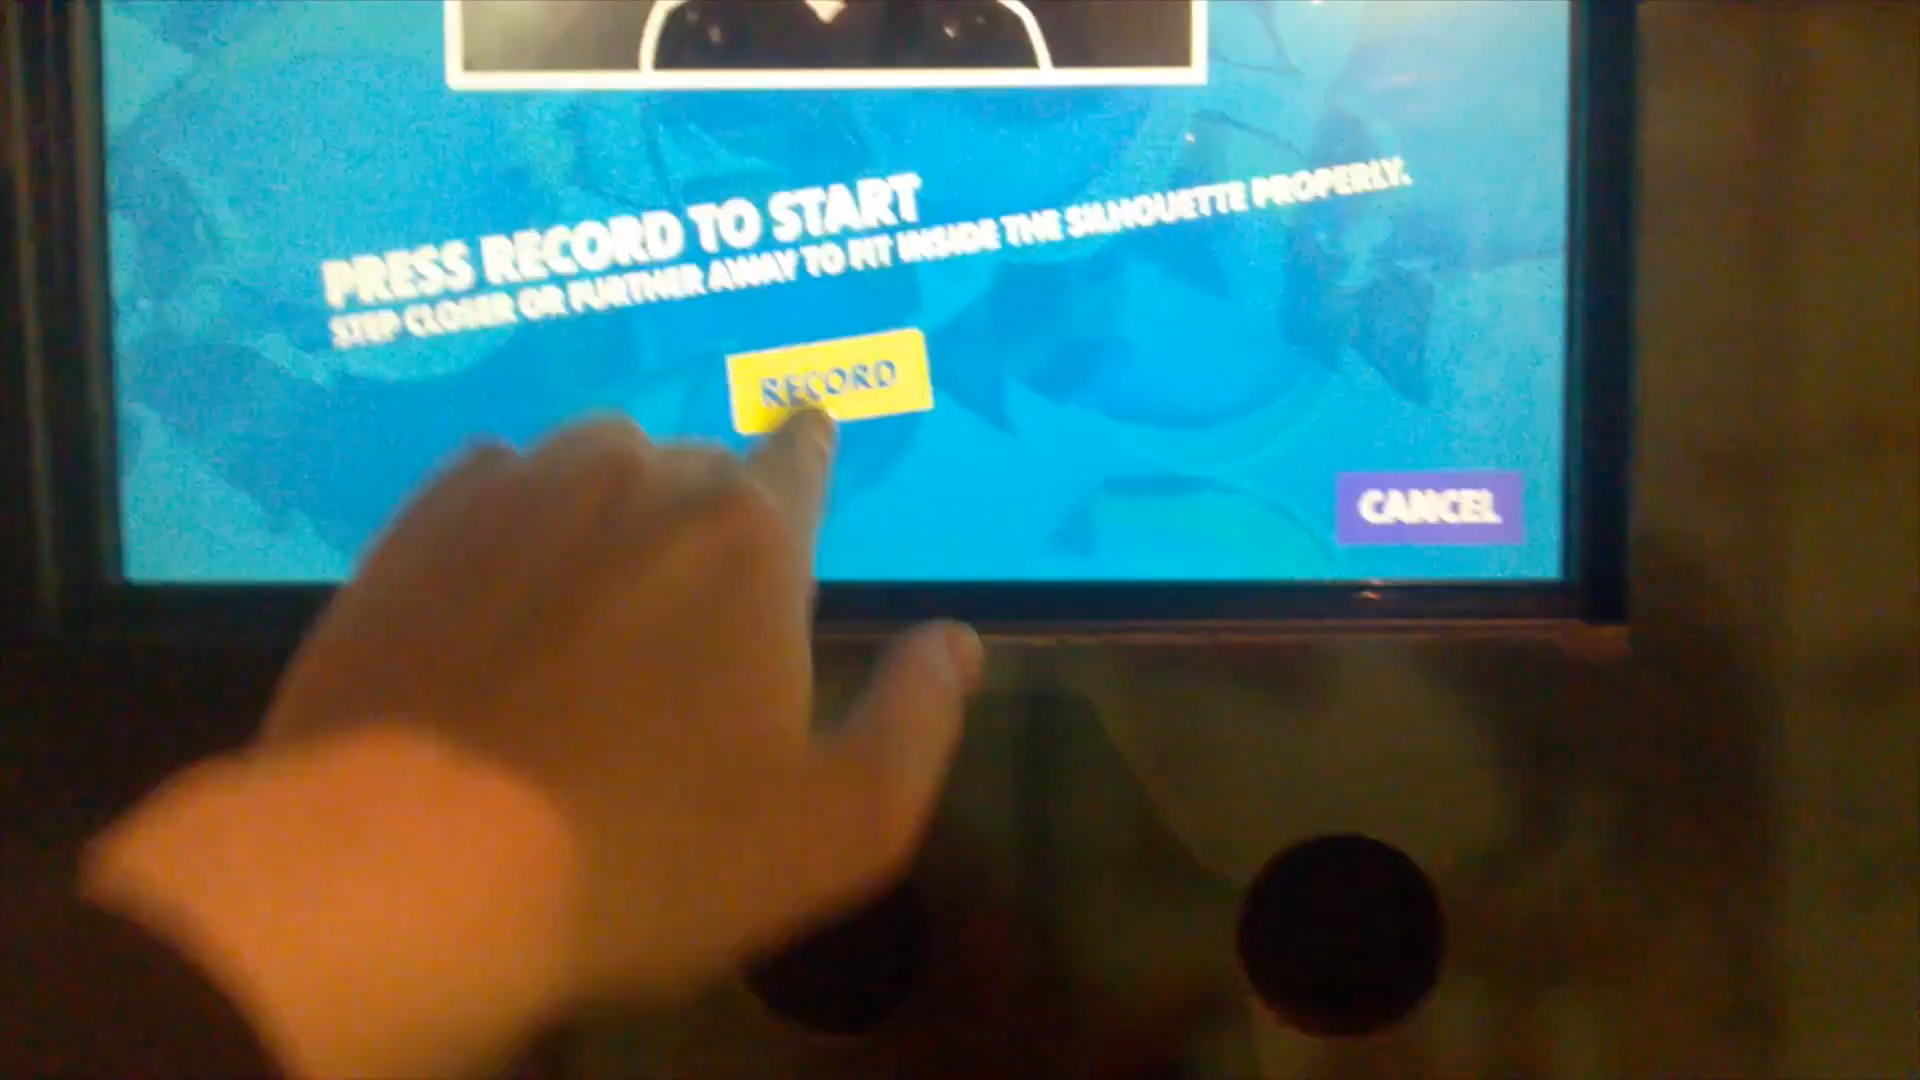 PRESS RECORD TO START
STEP CLOSER OR FURTHER AWAY TO FIT INSIDE THE SILHOUETTE PROPERLY.
RECORD
CANCEL